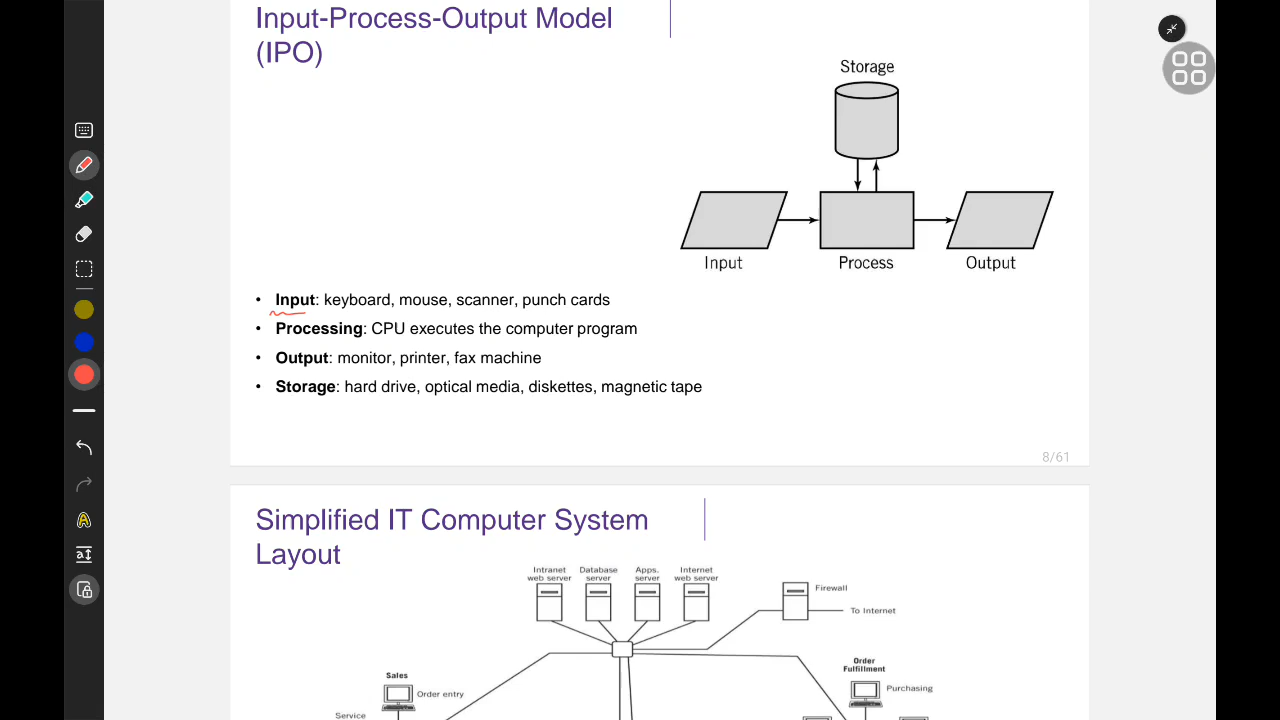 Input-Process-Output Model
(IPO)
Storage
Input
Process
Output
• Input: keyboard, mouse, scanner, punch cards
• Processing: CPU executes the computer program
• Output: monitor, printer, fax machine
• Storage: hard drive, optical media, diskettes, magnetic tape
8/61
Simplified IT Computer System
Layout
Intranet
web server
Database
server
Apps.
server
Internet
web server
Firewall
To Internet
Order
Fulfillment
Sales
Purchasing
Order entry
Service